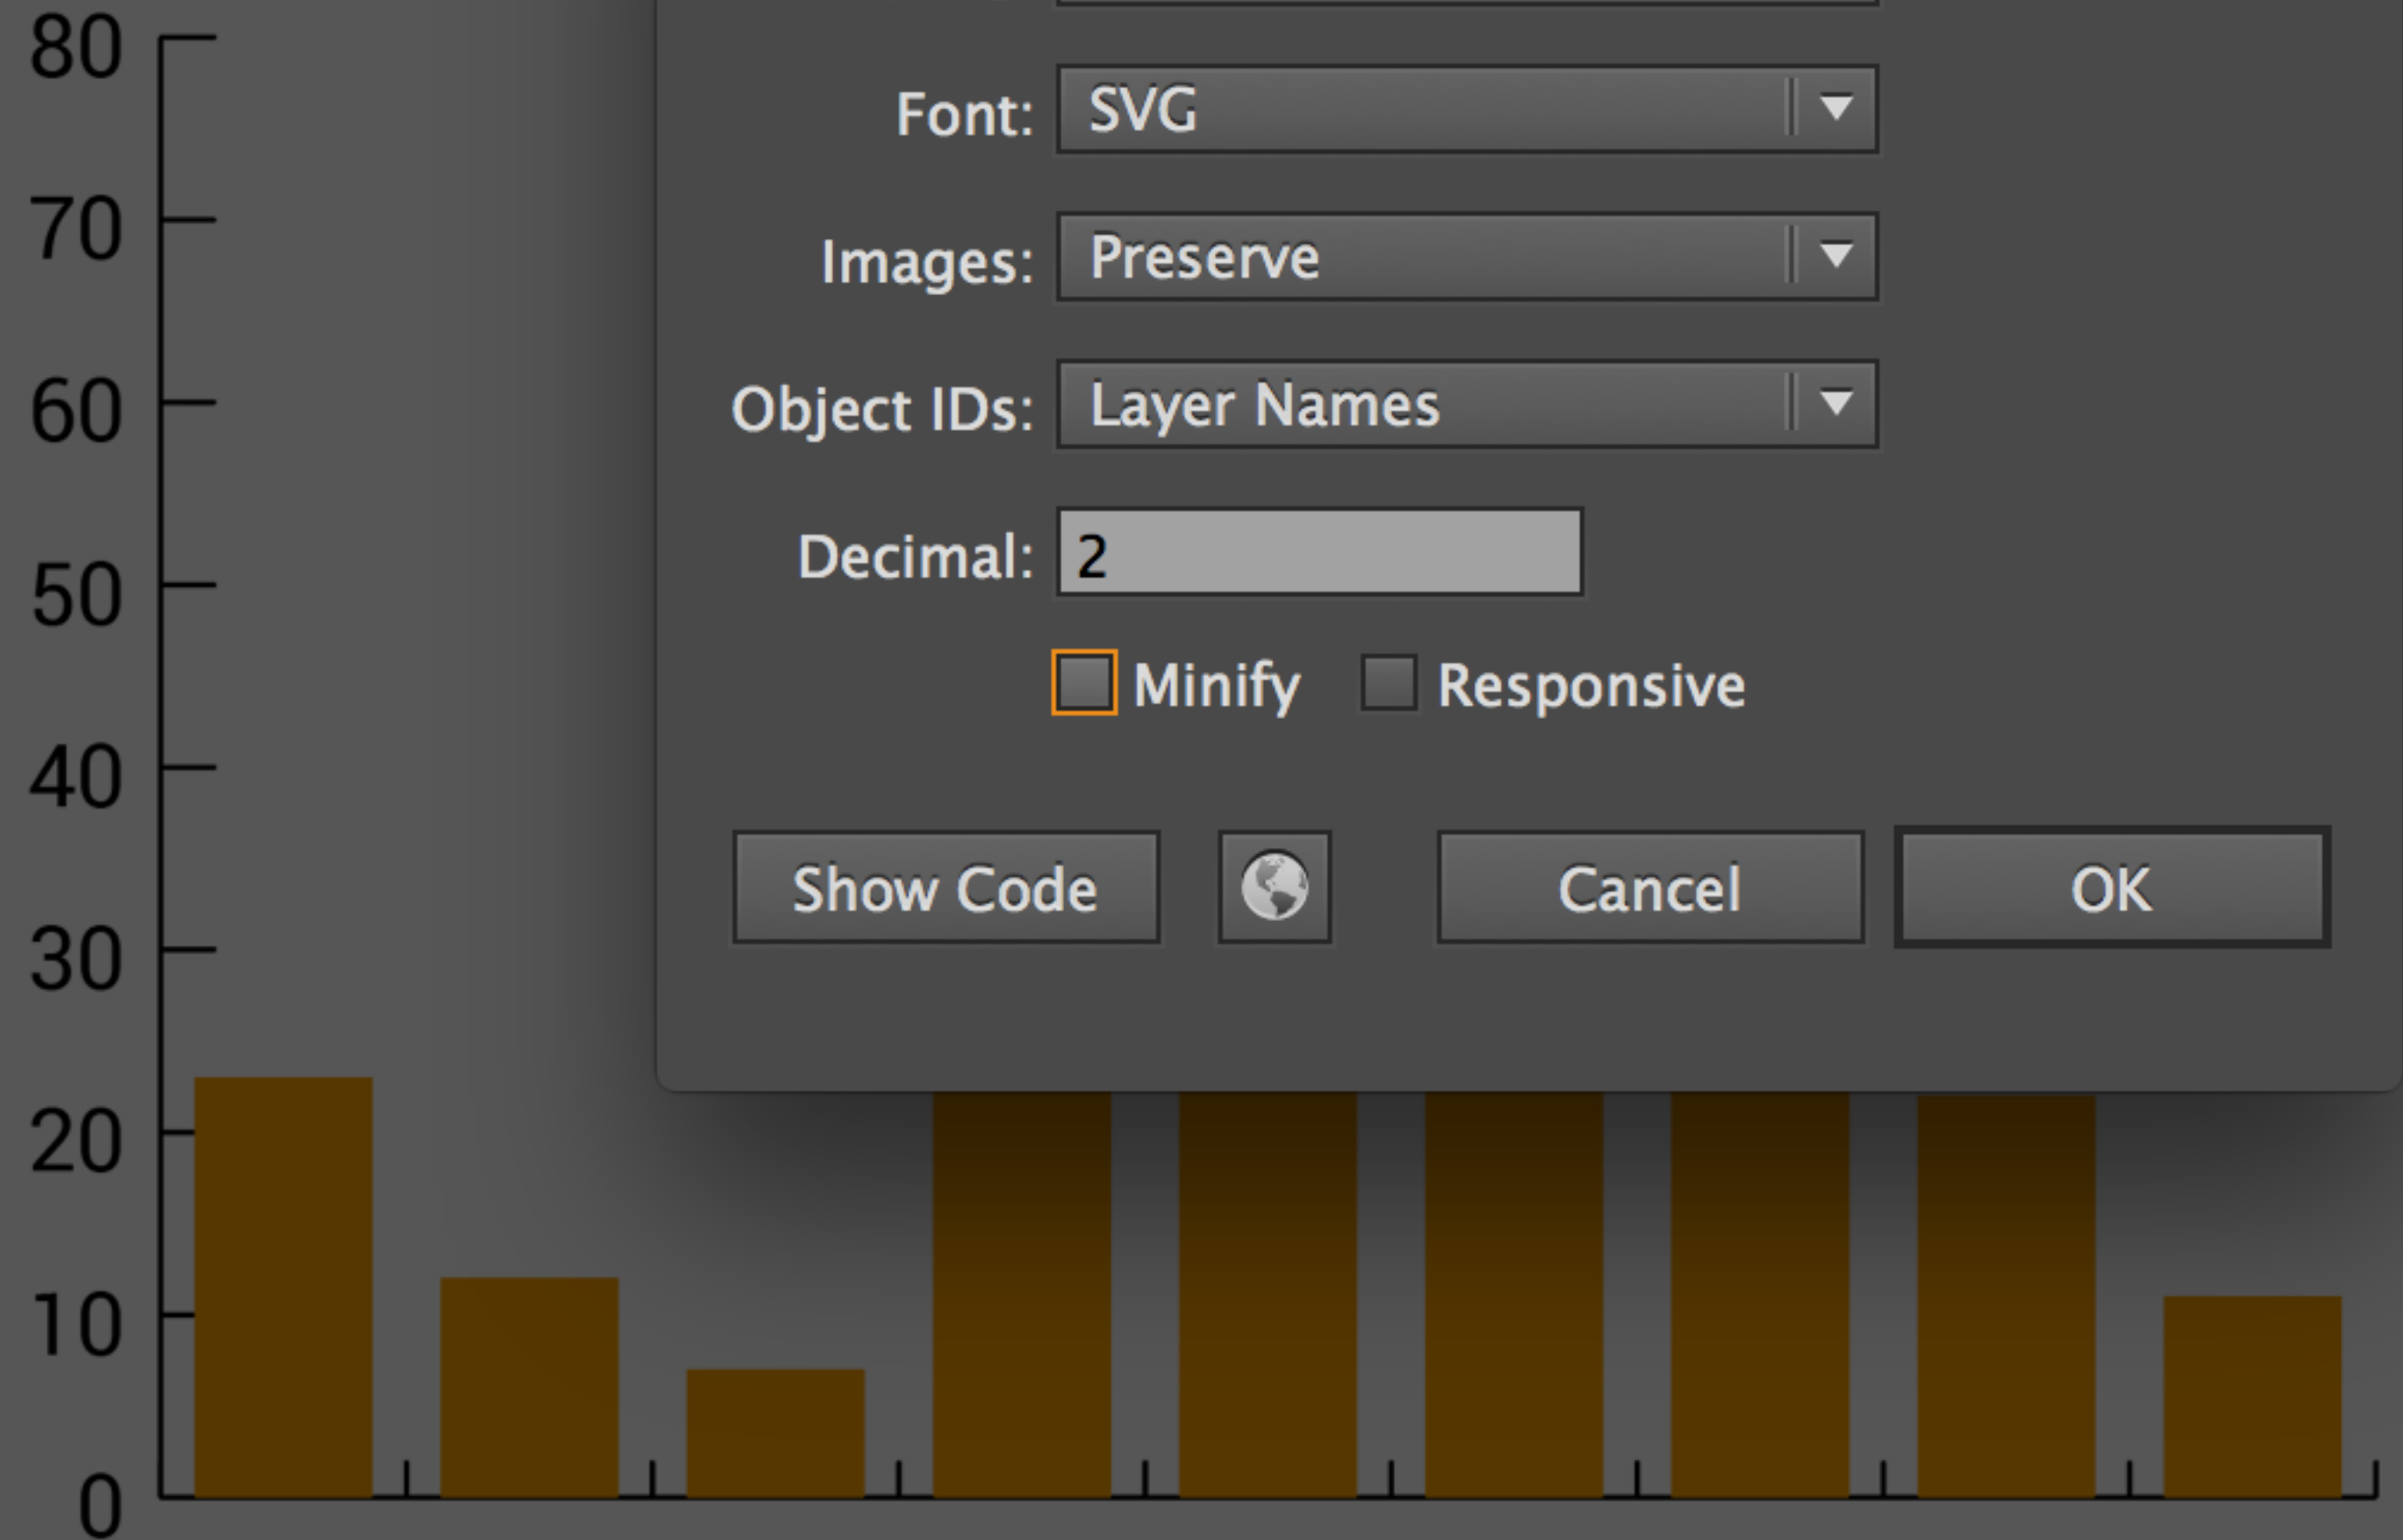 80
70
60
50
40
30
20
10
0
Font: SVG
Images: Preserve
Object IDs: Layer Names
Decimal: 2
Minify Responsive
Show Code Cancel OK